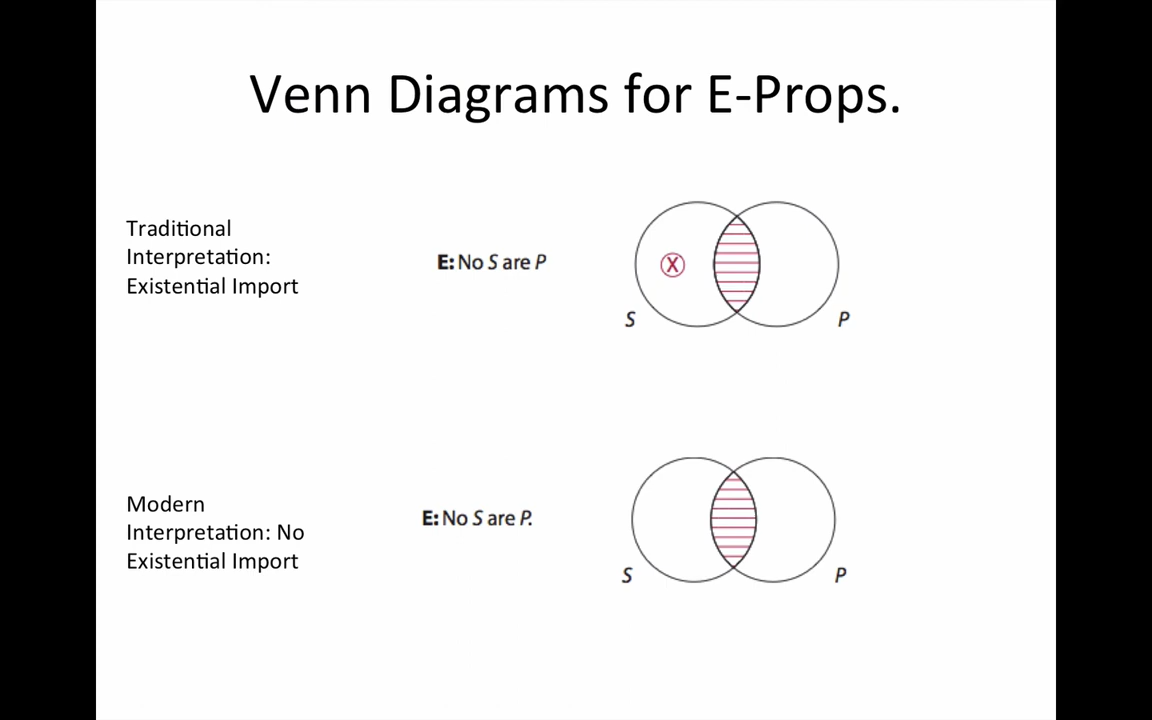 Venn Diagrams for E-Props.
Traditional
Interpretation:
Existential Import
E: No S are P
X
S
P
Modern
Interpretation: No
Existential Import
E: No S are P.
S
P